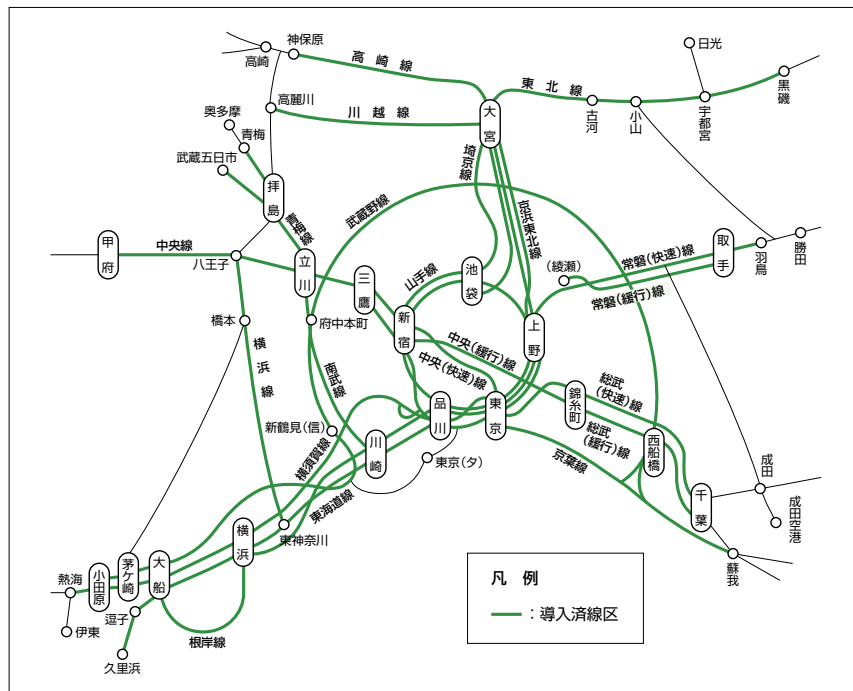 神保原
高崎
高崎線
東北線
日光
黒磯
宇都宮
小山
古河
大宮
高麗川
川越線
奥多摩
青梅
武蔵五日市
拝島
青梅線
埼京線
京浜東北線
武蔵野線
甲府
中央線
八王子
立川
三鷹
山手線
池袋
新宿
上野
(綾瀬)
常磐(快速)線
常磐(緩行)線
取手
羽鳥
勝田
橋本
府中本町
横浜線
南武線
中央(緩行)線
中央(快速)線
品川
東京
錦糸町
総武(快速)線
総武(緩行)線
西船橋
京葉線
新鶴見(信)
川崎
横須賀線
東海道線
東京(タ)
成田
成田空港
千葉
蘇我
東神奈川
横浜
大船
茅ケ崎
小田原
熱海
伊東
逗子
久里浜
根岸線
凡例
:導入済線区